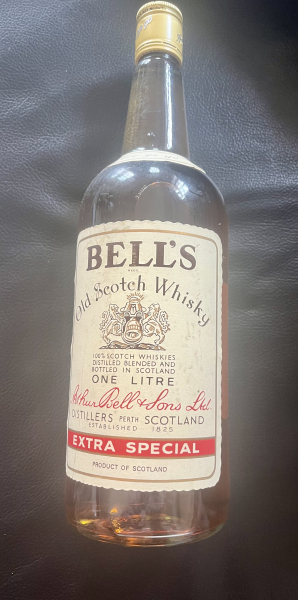 BELL'S
Old Scotch Whisky
100% SCOTCH WHISKIES
DISTILLED BLENDED AND
BOTTLED IN SCOTLAND
ONE LITRE
Arthur Bell & Sons Ltd.
DISTILLERS PERTH SCOTLAND
ESTABLISHED 1825
EXTRA SPECIAL
PRODUCT OF SCOTLAND